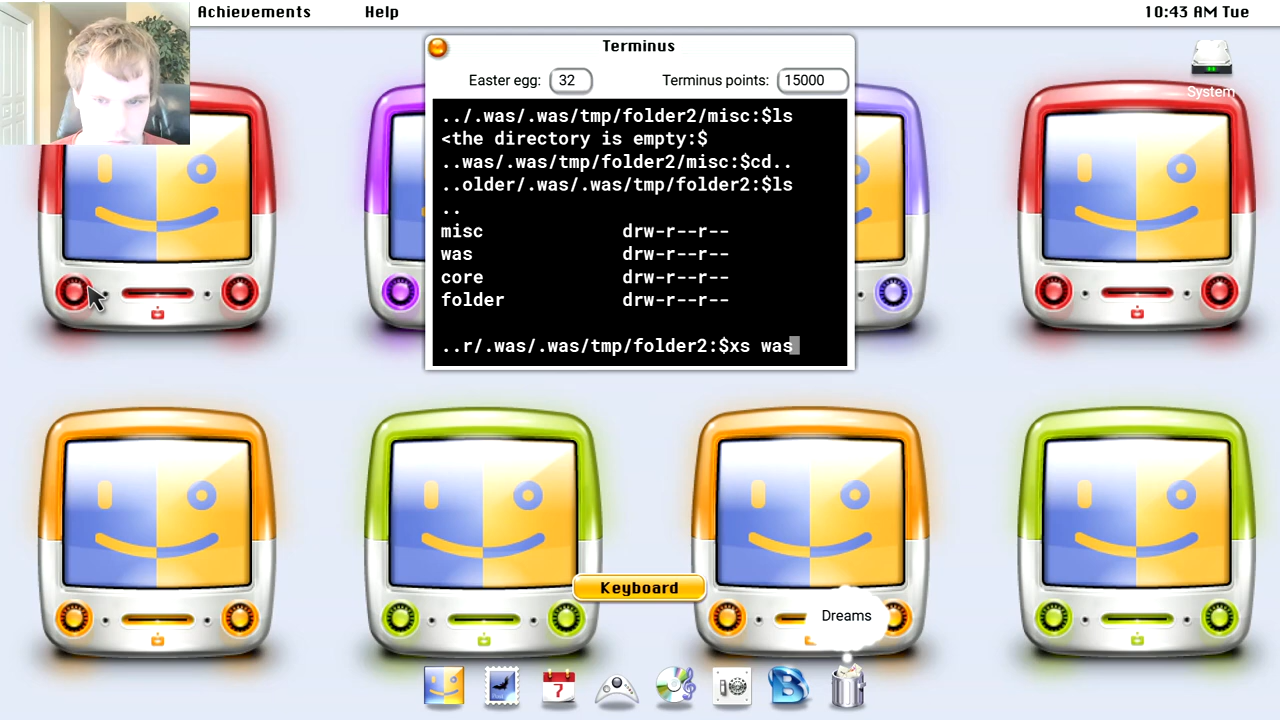 Achievements
Help
10:43 AM Tue
Terminus
Easter egg: 32
Terminus points: 15000
System
../.was/.was/tmp/folder2/misc:$ls
<the directory is empty:$
..was/.was/tmp/folder2/misc:$cd..
..older/.was/.was/tmp/folder2:$ls
..
misc drw-r--r--
was drw-r--r--
core drw-r--r--
folder drw-r--r--
..r/.was/.was/tmp/folder2:$xs was
Keyboard
Dreams
7